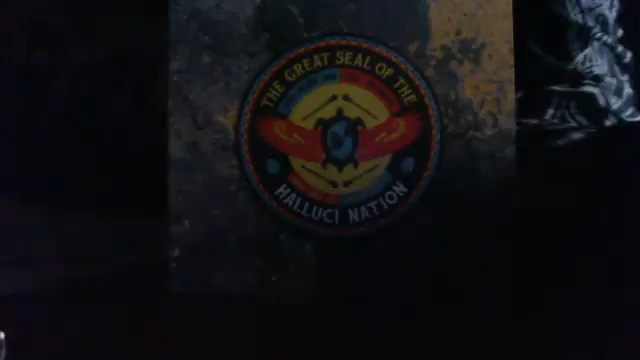 THE GREAT SEAL OF THE
HALLUCI NATION